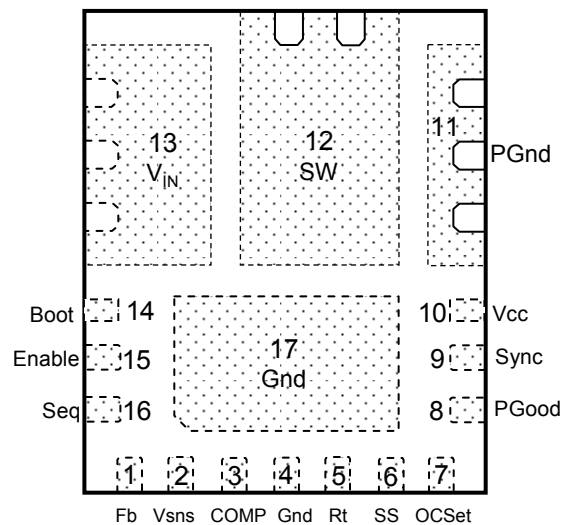 13
V_IN
12
SW
11
PGnd
Boot
14
10
Vcc
Enable
15
17
Gnd
9
Sync
Seq
16
8
PGood
1
2
3
4
5
6
7
Fb
Vsns
COMP
Gnd
Rt
SS
OCSet